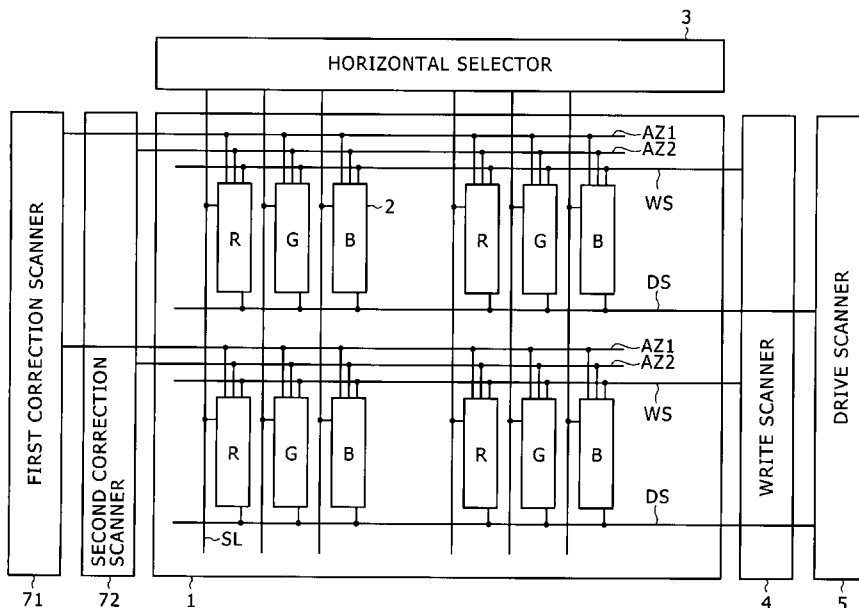 3
HORIZONTAL SELECTOR
FIRST CORRECTION SCANNER
SECOND CORRECTION
SCANNER
WRITE SCANNER
DRIVE SCANNER
AZ1
AZ2
WS
R G B 2 R G B
DS
AZ1
AZ2
WS
R G B R G B
DS
SL
71 72 1 4 5